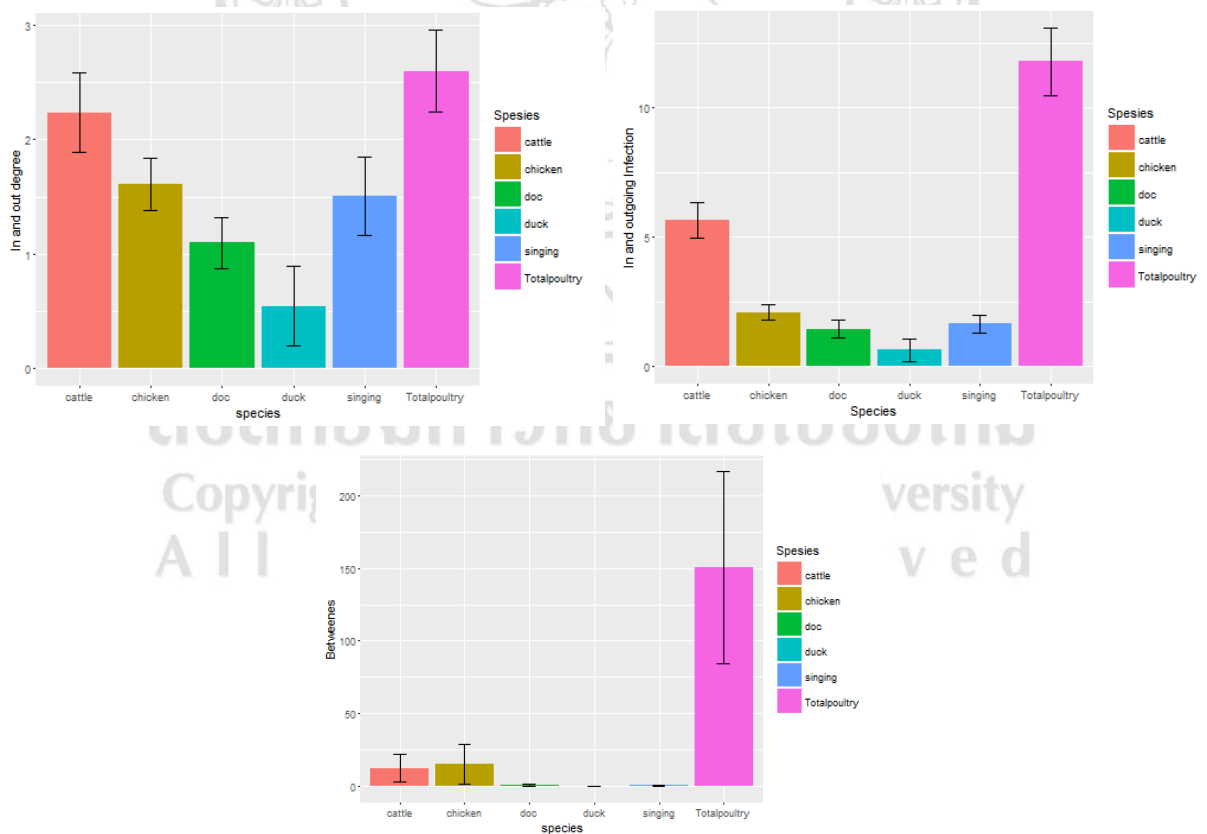 3
2
1
0
In and out degree
cattle
chicken
doc
duck
singing
Totalpoultry
species
Spesies
cattle
chicken
doc
duck
singing
Totalpoultry
10
5
0
In and outgoing Infection
cattle
chicken
doc
duck
singing
Totalpoultry
Species
Spesies
cattle
chicken
doc
duck
singing
Totalpoultry
versity
All
ved
200
150
100
50
0
Betweenes
cattle
chicken
doc
duck
singing
Totalpoultry
species
Spesies
cattle
chicken
doc
duck
singing
Totalpoultry